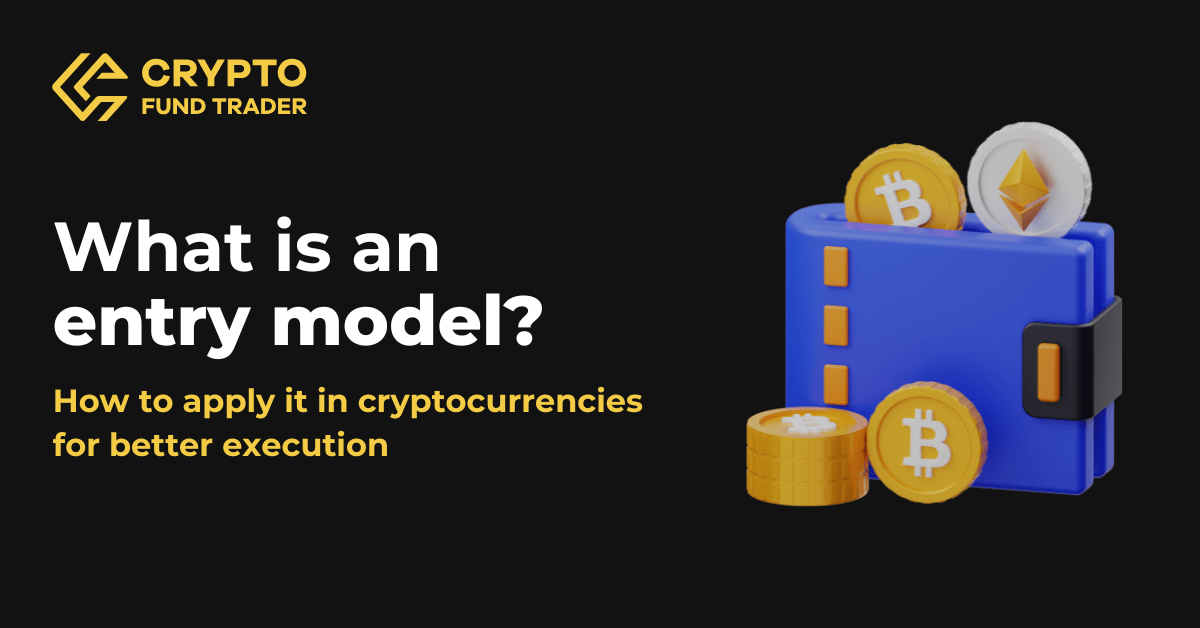 CRYPTO
FUND TRADER
What is an
entry model?
How to apply it in cryptocurrencies
for better execution